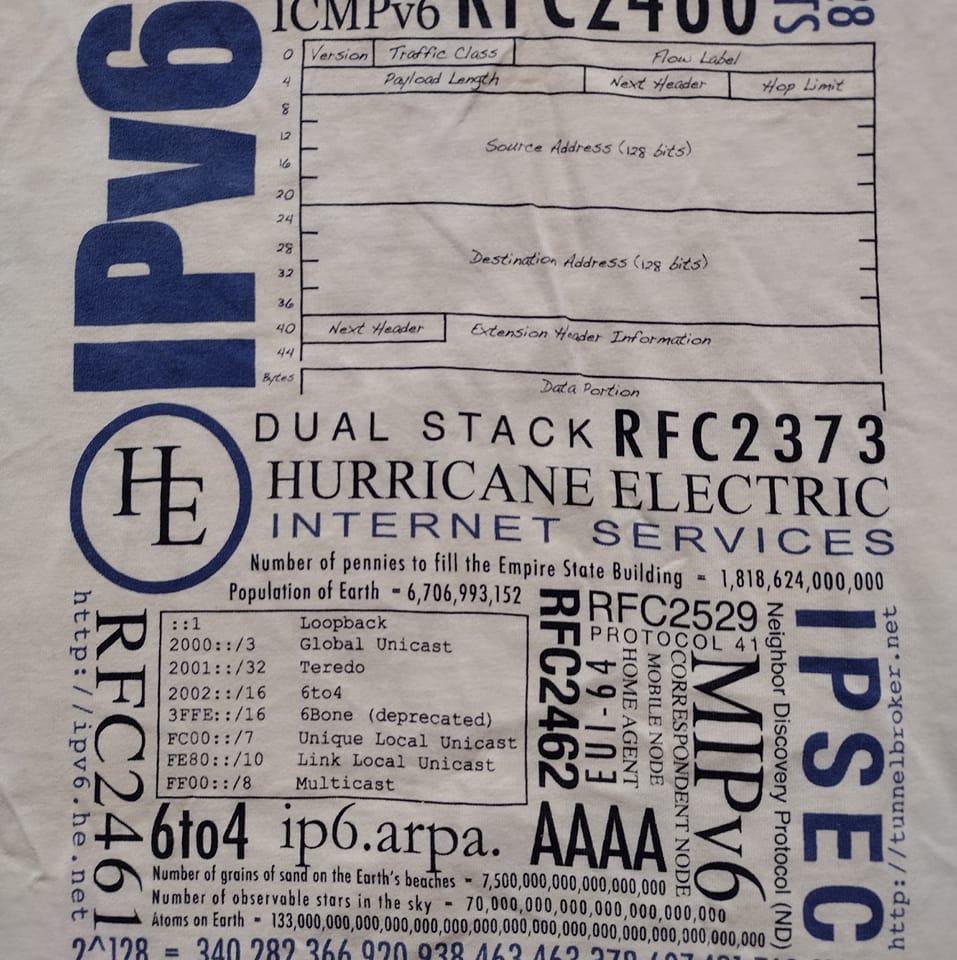 ICMPv6 RFC2460
IPv6
0 Version Traffic Class Flow Label
4 Payload Length Next Header Hop Limit
8
12
Source Address (128 bits)
16
20
24
28
Destination Address (128 bits)
32
36
40 Next Header Extension Header Information
44
Bytes Data Portion
HE
DUAL STACK RFC2373
HURRICANE ELECTRIC
INTERNET SERVICES
Number of pennies to fill the Empire State Building = 1,818,624,000,000
Population of Earth = 6,706,993,152
http://ipv6.he.net
RFC2461
::1 Loopback
2000::/3 Global Unicast
2001::/32 Teredo
2002::/16 6to4
3FFE::/16 6Bone (deprecated)
FC00::/7 Unique Local Unicast
FE80::/10 Link Local Unicast
FF00::/8 Multicast
RFC2462
RFC2529
PROTOCOL 41
EUI-64
HOME AGENT
MOBILE NODE
CORRESPONDENT NODE
MIPv6
Neighbor Discovery Protocol (ND)
IPSEC
http://tunnelbroker.net
6to4 ip6.arpa. AAAA
Number of grains of sand on the Earth's beaches = 7,500,000,000,000,000,000
Number of observable stars in the sky = 70,000,000,000,000,000,000,000
Atoms on Earth = 133,000,000,000,000,000,000,000,000,000,000,000,000,000,000,000,000
2^128 = 340,282,366,920,938,463,463